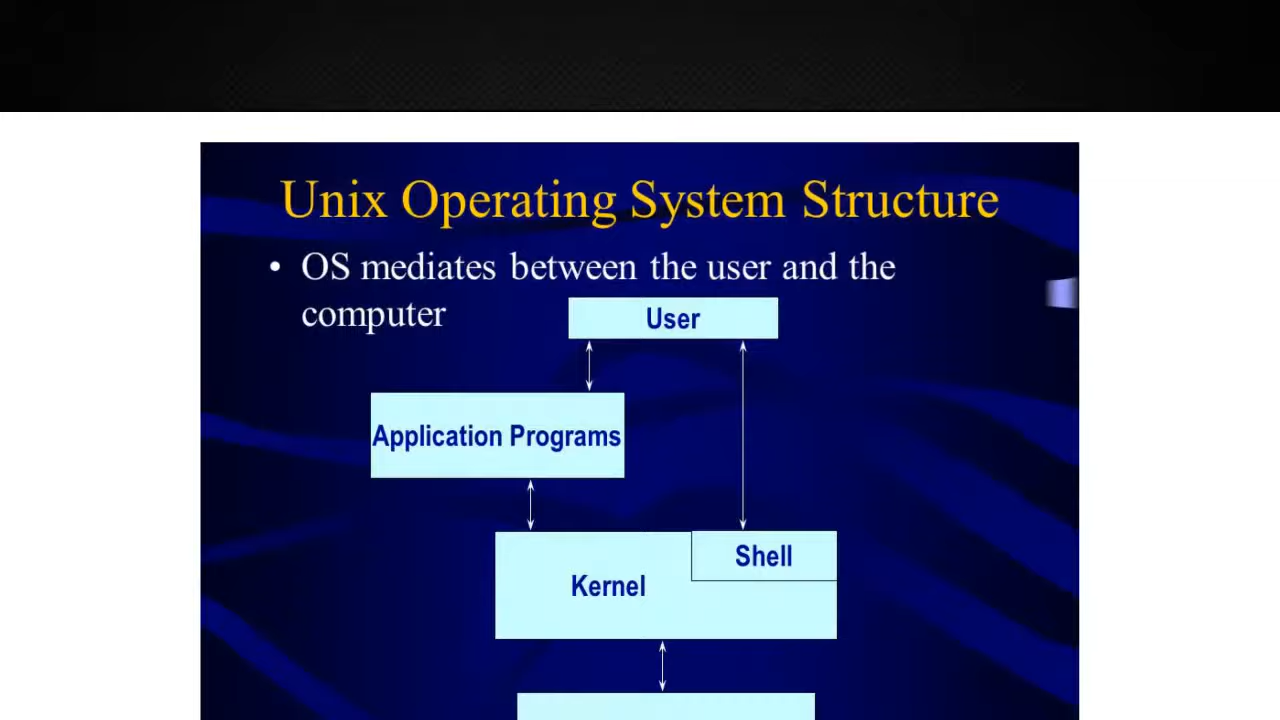 Unix Operating System Structure
• OS mediates between the user and the
computer
User
Application Programs
Shell
Kernel